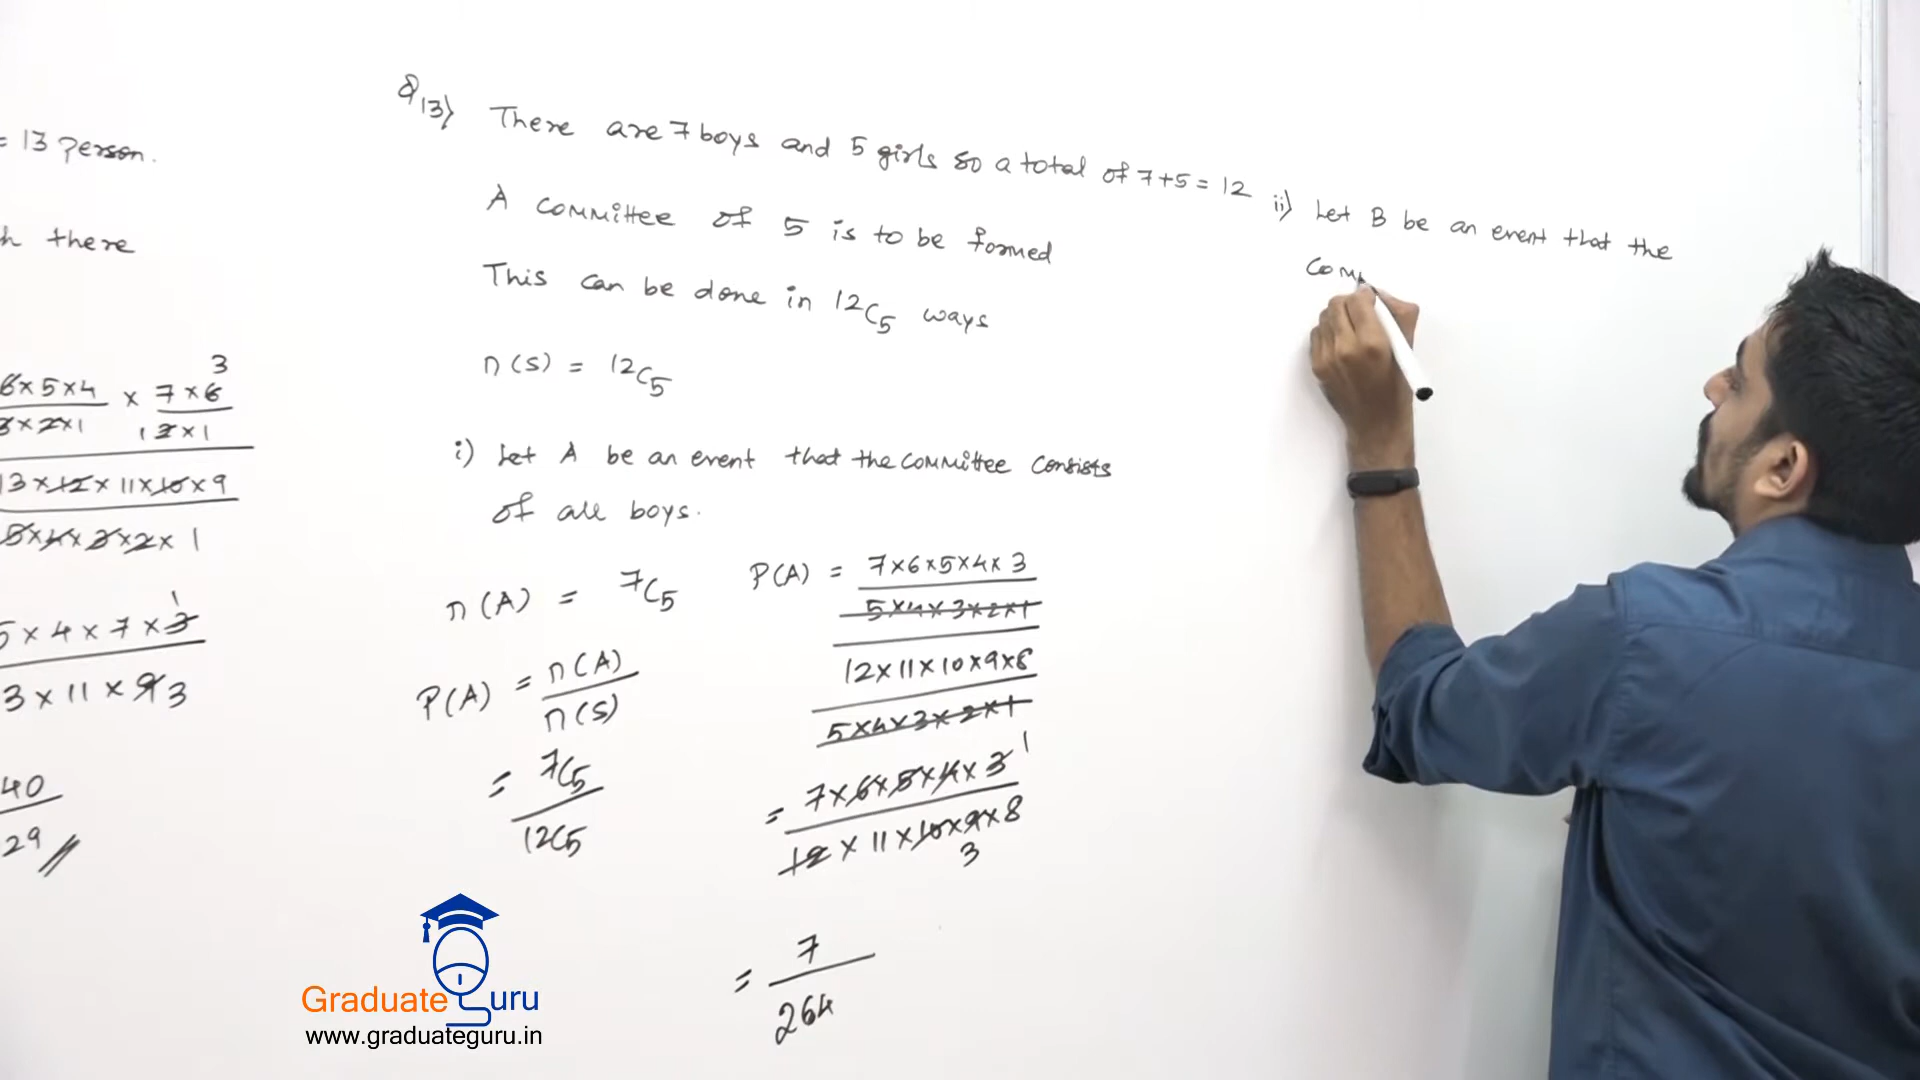 = 13 person.
h there
3
6×5×4 × 7×6
3×2×1 1 2×1
13×12×11×10×9
5×4×3×2×1
1
5×4×7×3
3×11×9 3
40
29
Q13} There are 7 boys and 5 girls so a total of 7+5=12
A committee of 5 is to be formed
This can be done in 12C5 ways
n(S) = 12C5
i) Let A be an event that the committee consists
of all boys.
n(A) = 7C5
P(A) = n(A)
n(S)
= 7C5
12C5
P(A) = 7×6×5×4×3
5×4×3×2×1
12×11×10×9×8
5×4×3×2×1
= 7×6×5×4×3 1
12×11×10×9×8
3
= 7
264
ii) Let B be an event that the
Com
Graduate Guru
www.graduateguru.in